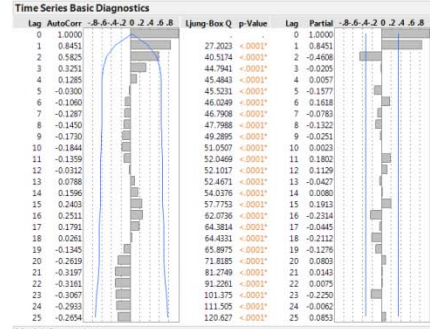 Time Series Basic Diagnostics
Lag AutoCorr -.8-.6-.4-.2 0 .2 .4 .6 .8 Ljung-Box Q p-Value Lag Partial -.8-.6-.4-.2 0 .2 .4 .6 .8
0 1.0000 . . 0 1.0000
1 0.8451 27.2023 <.0001* 1 0.8451
2 0.5825 40.5174 <.0001* 2 -0.4608
3 0.3251 44.7941 <.0001* 3 -0.0205
4 0.1285 45.4843 <.0001* 4 0.0057
5 -0.0300 45.5231 <.0001* 5 -0.1577
6 -0.1060 46.0249 <.0001* 6 0.1618
7 -0.1287 46.7908 <.0001* 7 -0.0783
8 -0.1450 47.7988 <.0001* 8 -0.1322
9 -0.1730 49.2895 <.0001* 9 -0.0251
10 -0.1844 51.0507 <.0001* 10 0.0023
11 -0.1359 52.0469 <.0001* 11 0.1802
12 -0.0312 52.1017 <.0001* 12 0.1129
13 0.0788 52.4671 <.0001* 13 -0.0427
14 0.1596 54.0376 <.0001* 14 0.0080
15 0.2403 57.7753 <.0001* 15 0.1913
16 0.2511 62.0736 <.0001* 16 -0.2314
17 0.1791 64.3814 <.0001* 17 -0.0445
18 0.0261 64.4331 <.0001* 18 -0.2112
19 -0.1345 65.8975 <.0001* 19 -0.1276
20 -0.2619 71.8185 <.0001* 20 0.0803
21 -0.3197 81.2749 <.0001* 21 0.0143
22 -0.3161 91.2261 <.0001* 22 0.0075
23 -0.3067 101.375 <.0001* 23 -0.2250
24 -0.2933 111.505 <.0001* 24 -0.0062
25 -0.2654 120.627 <.0001* 25 0.0853